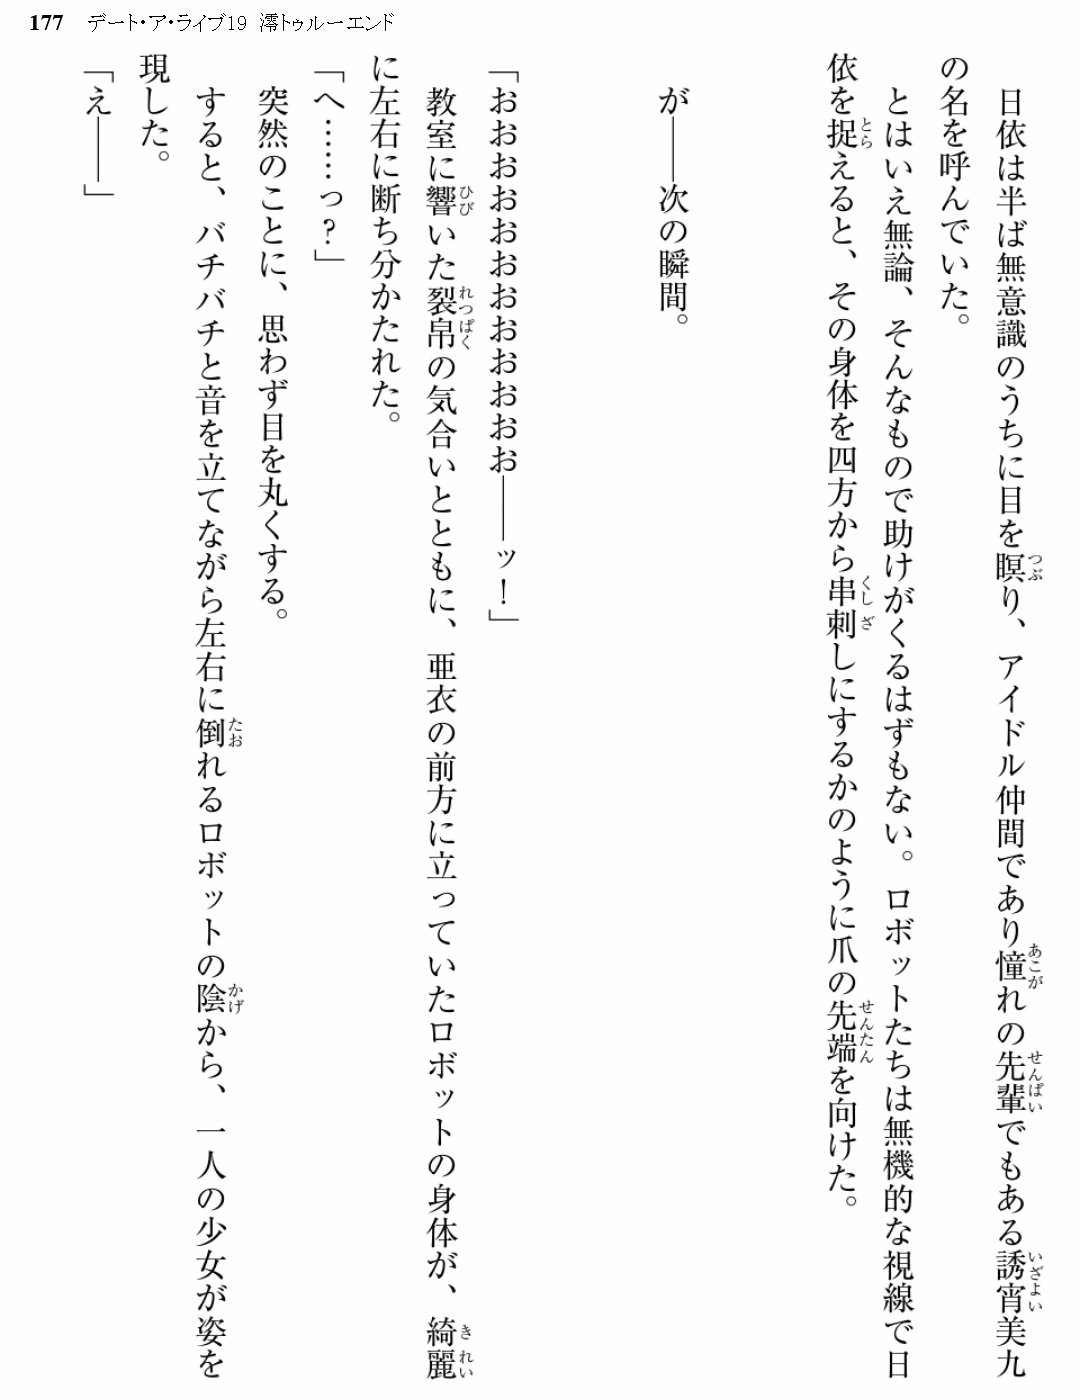 177 デート・ア・ライブ19 澪トゥルーエンド
日依は半ば無意識のうちに目を瞑り、アイドル仲間であり憧れの先輩でもある誘宵美九
の名を呼んでいた。
とはいえ無論、そんなもので助けがくるはずもない。ロボットたちは無機的な視線で日
依を捉えると、その身体を四方から串刺しにするかのように爪の先端を向けた。
が――次の瞬間。
「おおおおおおおおおおおお――ッ！」
教室に響いた裂帛の気合いとともに、亜衣の前方に立っていたロボットの身体が、綺麗
に左右に断ち分かたれた。
「へ……っ？」
突然のことに、思わず目を丸くする。
すると、バチバチと音を立てながら左右に倒れるロボットの陰から、一人の少女が姿を
現した。
「え――」